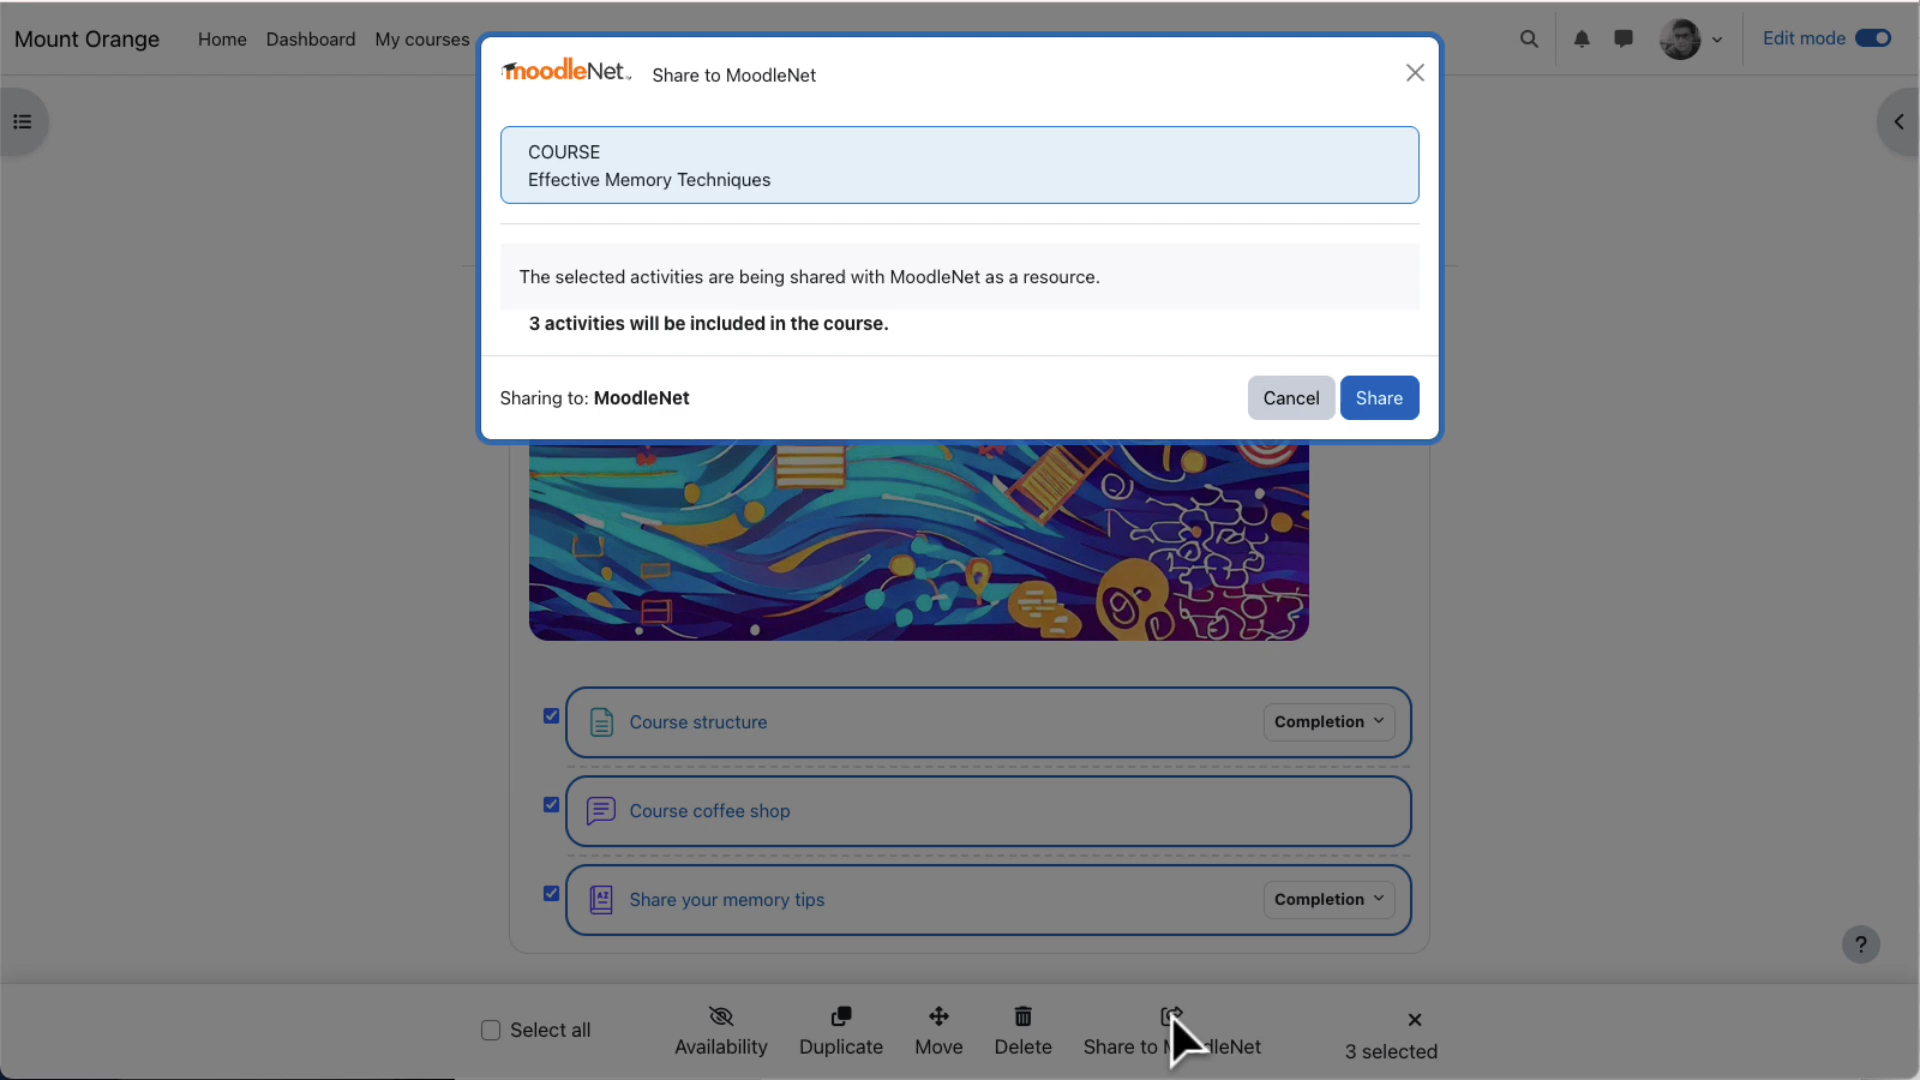 Mount Orange
Home
Dashboard
My courses
Edit mode
moodleNet
Share to MoodleNet
COURSE
Effective Memory Techniques
The selected activities are being shared with MoodleNet as a resource.
3 activities will be included in the course.
Sharing to: MoodleNet
Cancel
Share
Course structure
Completion
Course coffee shop
Share your memory tips
Completion
?
Select all
Availability
Duplicate
Move
Delete
Share to
3 selected